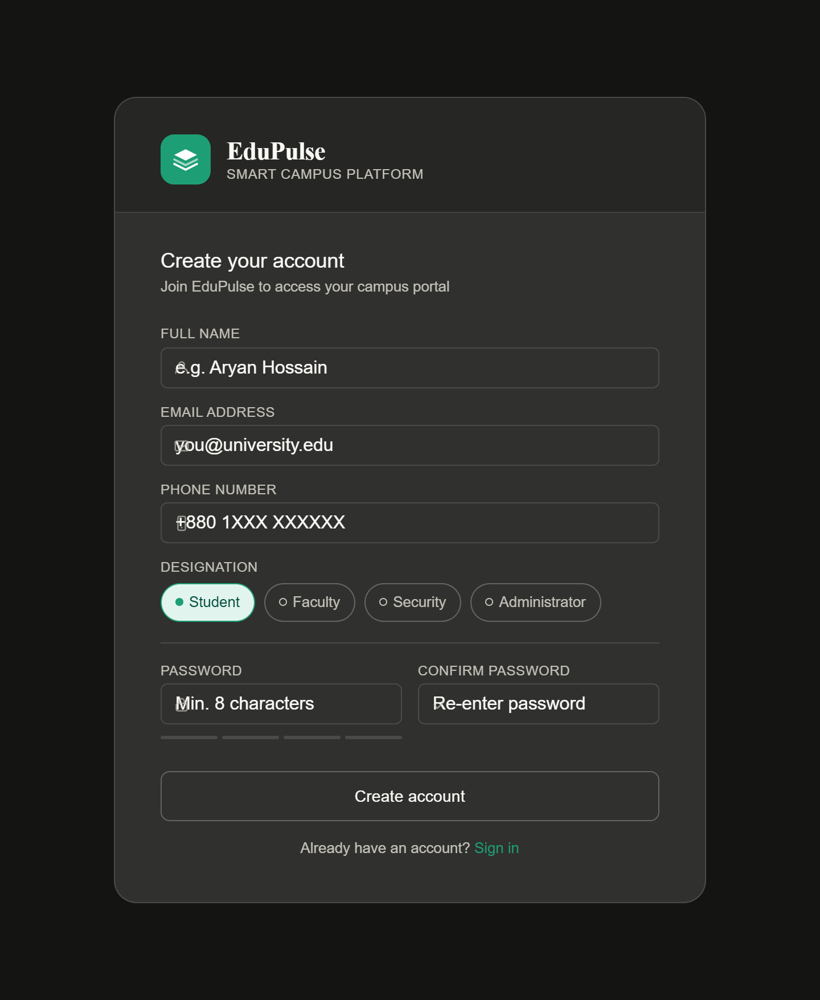 EduPulse
SMART CAMPUS PLATFORM
Create your account
Join EduPulse to access your campus portal
FULL NAME
e.g. Aryan Hossain
EMAIL ADDRESS
you@university.edu
PHONE NUMBER
+880 1XXX XXXXXX
DESIGNATION
Student Faculty Security Administrator
PASSWORD CONFIRM PASSWORD
Min. 8 characters Re-enter password
Create account
Already have an account? Sign in